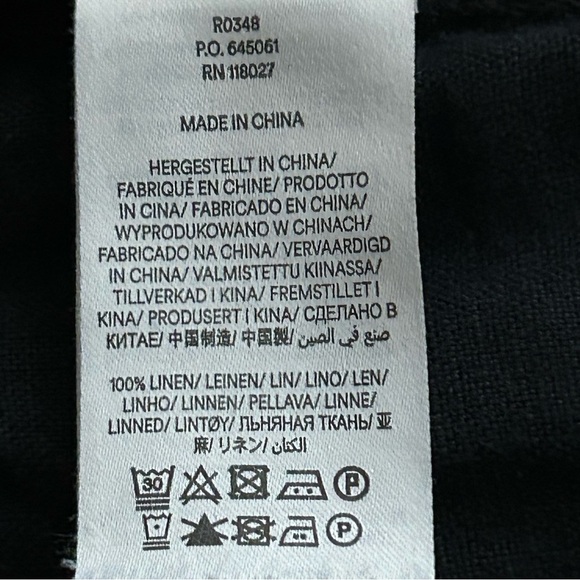 R0348
P.O. 645061
RN 118027
MADE IN CHINA
HERGESTELLT IN CHINA/
FABRIQUÉ EN CHINE/ PRODOTTO
IN CINA/ FABRICADO EN CHINA/
WYPRODUKOWANO W CHINACH/
FABRICADO NA CHINA/ VERVAARDIGD
IN CHINA/ VALMISTETTU KIINASSA/
TILLVERKAD I KINA/ FREMSTILLET I
KINA/ PRODUSERT I KINA/ СДЕЛАНО В
КИТАЕ/ 中国制造/ 中国製/ صنع في الصين
100% LINEN/ LEINEN/ LIN/ LINO/ LEN/
LINHO/ LINNEN/ PELLAVA/ LINNE/
LINNED/ LINTØY/ ЛЬНЯНАЯ ТКАНЬ/ 亚
麻/ リネン/ الكتان
30 P
P